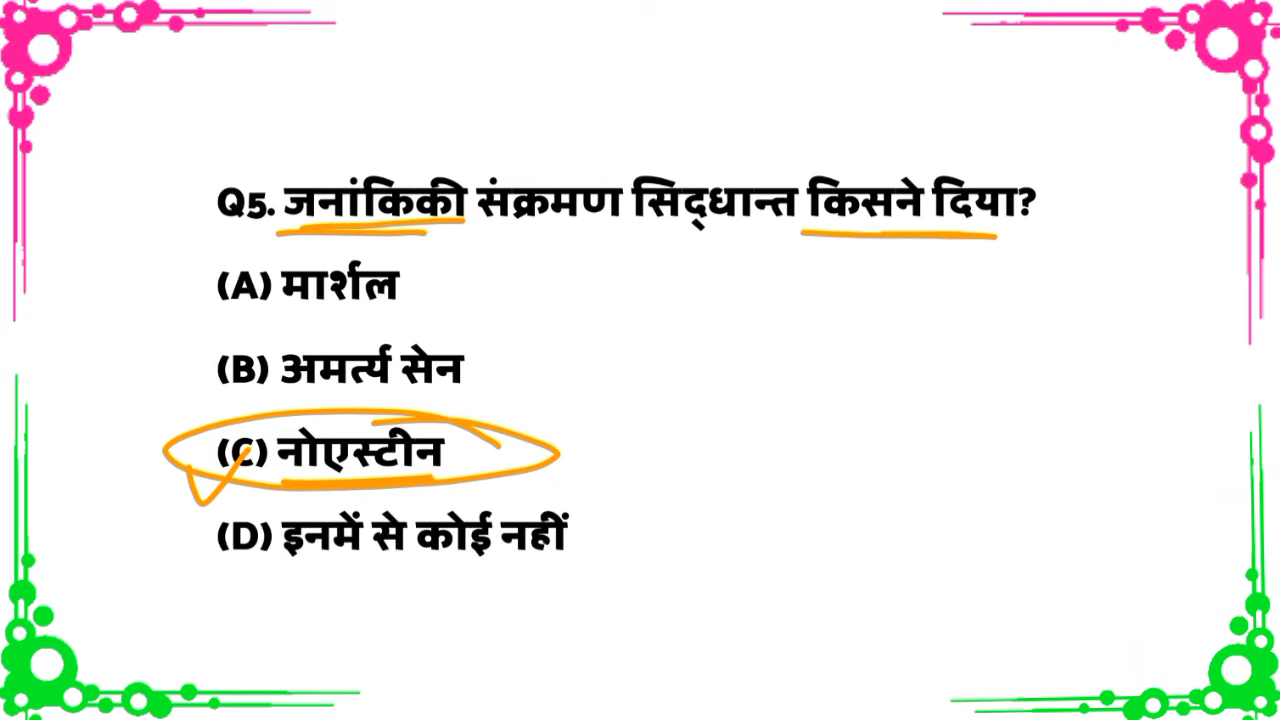 Q5. जनांकिकी संक्रमण सिद्धान्त किसने दिया?
(A) मार्शल
(B) अमर्त्य सेन
(C) नोएस्टीन
(D) इनमें से कोई नहीं